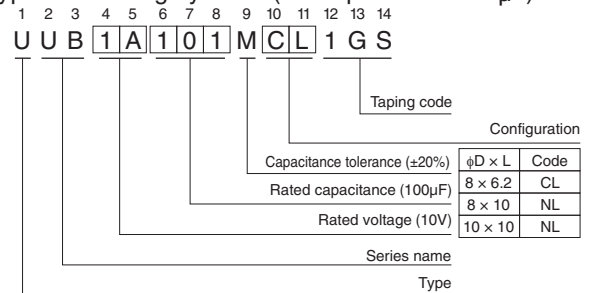 1 2 3 4 5 6 7 8 9 10 11 12 13 14
U U B 1 A 1 0 1 M C L 1 G S
Taping code
Configuration
Capacitance tolerance (±20%)
Rated capacitance (100µF)
Rated voltage (10V)
Series name
Type
ϕD × L Code
8 × 6.2 CL
8 × 10 NL
10 × 10 NL